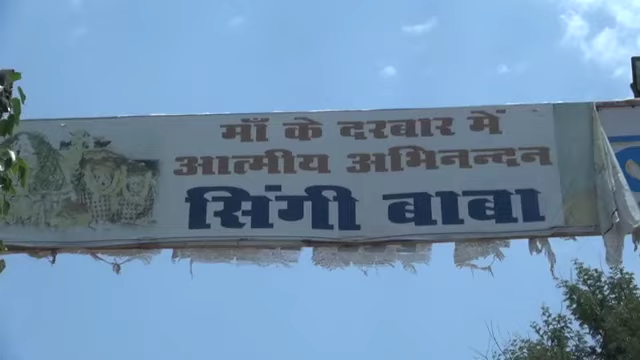 माँ के दरबार में
आत्मीय अभिनन्दन
सिंगी बाबा